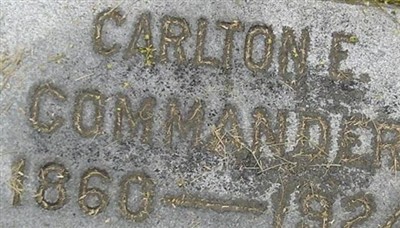 CARLTON E
COMMANDER
1860 — 192